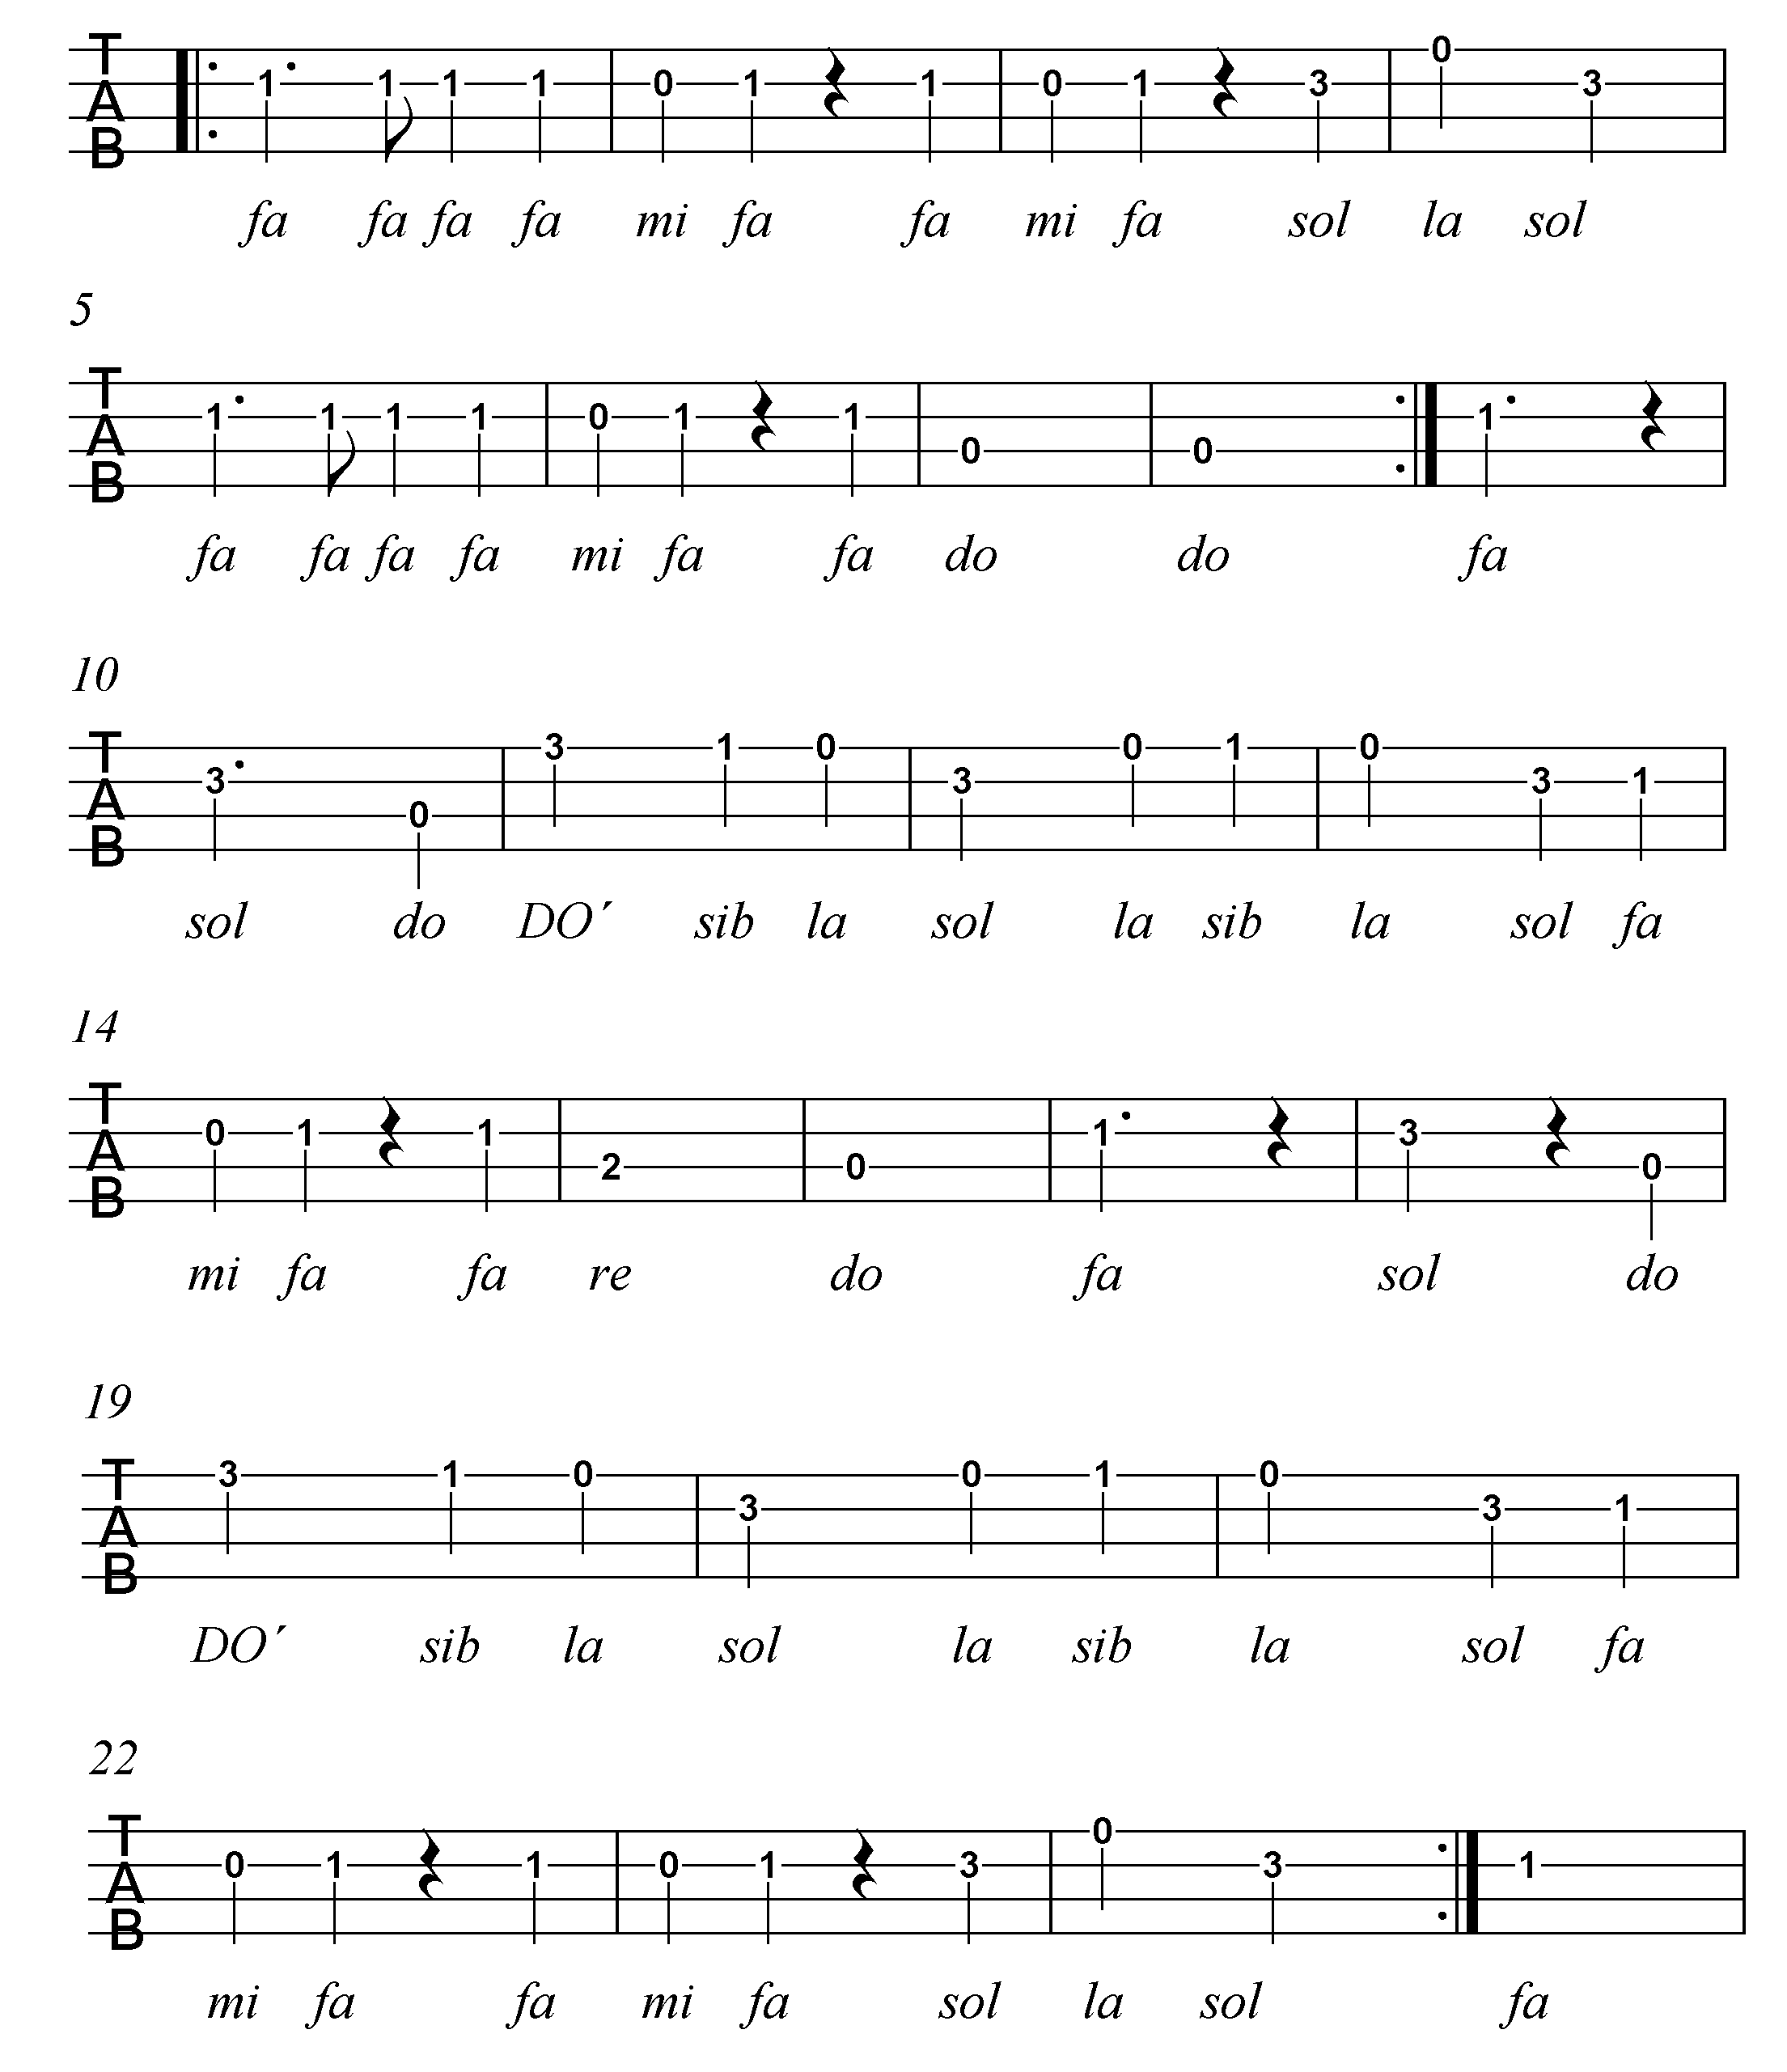 T A B 1 1 1 1 0 1 1 0 1 3 0 3
fa fa fa fa mi fa fa mi fa sol la sol
5
T A B 1 1 1 1 0 1 1 0 0 1
fa fa fa fa mi fa fa do do fa
10
T A B 3 0 3 1 0 3 0 1 0 3 1
sol do DO´ sib la sol la sib la sol fa
14
T A B 0 1 1 2 0 1 3 0
mi fa fa re do fa sol do
19
T A B 3 1 0 3 0 1 0 3 1
DO´ sib la sol la sib la sol fa
22
T A B 0 1 1 0 1 3 0 3 1
mi fa fa mi fa sol la sol fa